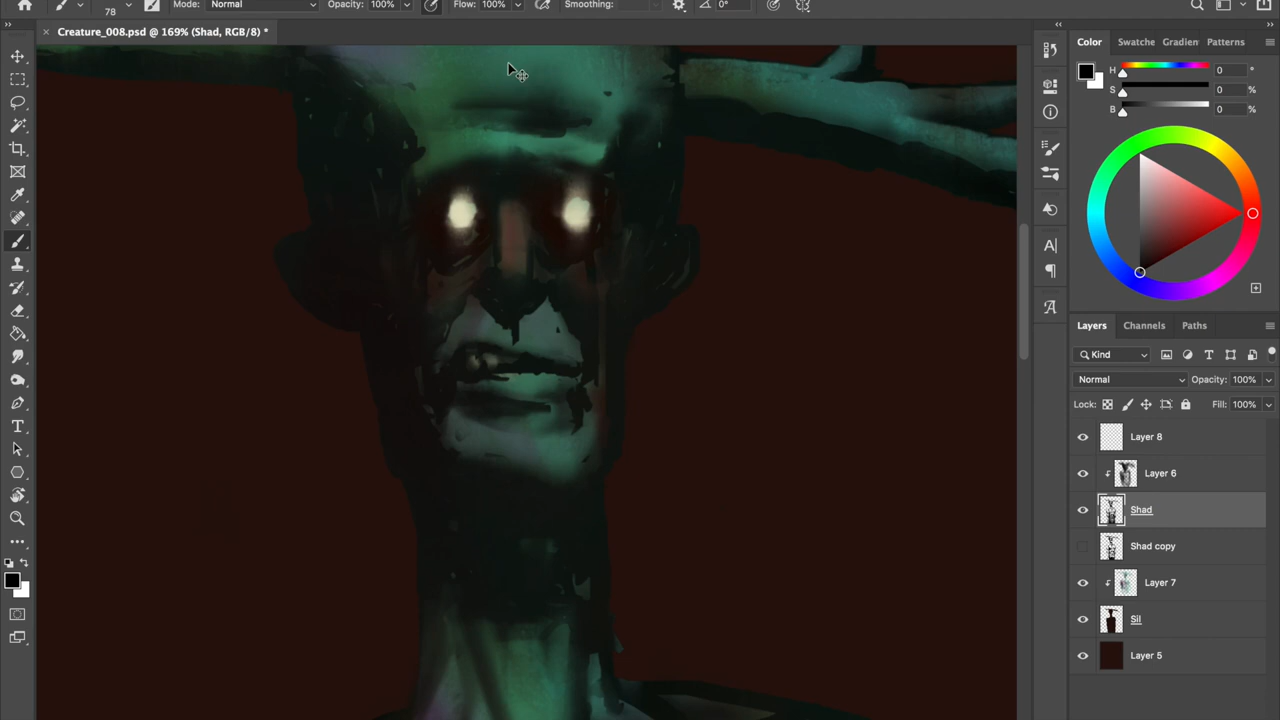 Mode: Normal Opacity: 100% Flow: 100% Smoothing: 0°
78
× Creature_008.psd @ 169% (Shad, RGB/8) *
Color Swatche Gradien Patterns
H 0 °
S 0 %
B 0 %
Layers Channels Paths
Kind
Normal Opacity: 100%
Lock: Fill: 100%
Layer 8
Layer 6
Shad
Shad copy
Layer 7
Sil
Layer 5